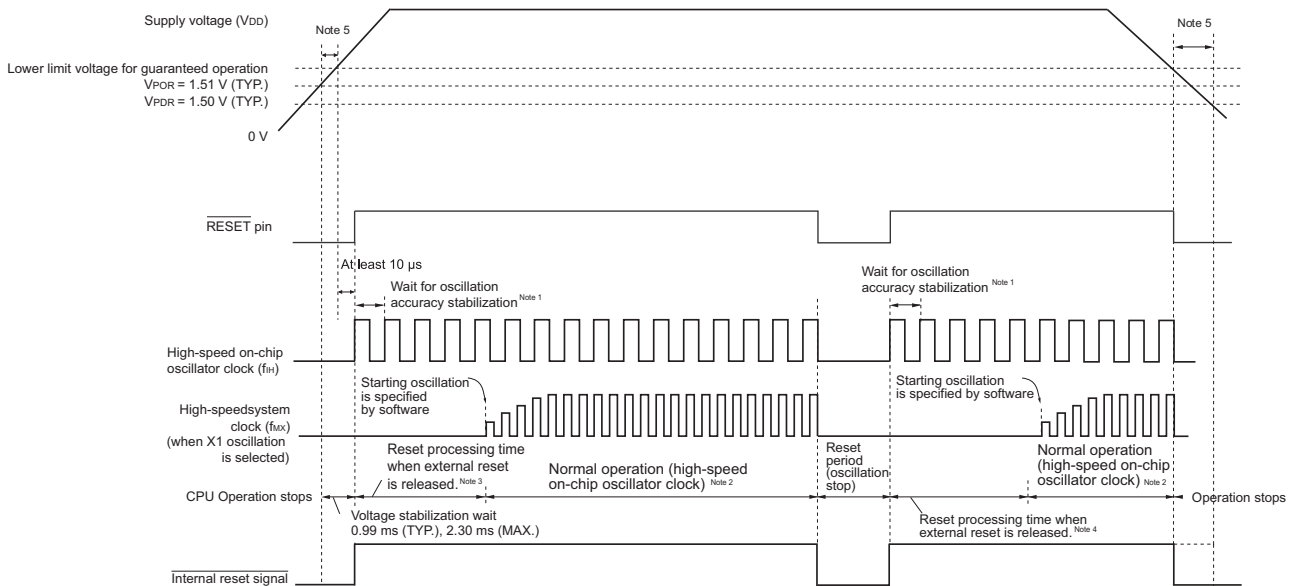 Supply voltage (VDD)
Note 5
Note 5
Lower limit voltage for guaranteed operation
VPOR = 1.51 V (TYP.)
VPDR = 1.50 V (TYP.)
0 V
RESET pin
At least 10 µs
Wait for oscillation
accuracy stabilization Note 1
Wait for oscillation
accuracy stabilization Note 1
High-speed on-chip
oscillator clock (fIH)
Starting oscillation
is specified
by software
Starting oscillation
is specified by software
High-speedsystem
clock (fMX)
(when X1 oscillation
is selected)
Reset processing time
when external reset
is released. Note 3
Normal operation (high-speed
on-chip oscillator clock) Note 2
Reset
period
(oscillation
stop)
Normal operation
(high-speed on-chip
oscillator clock) Note 2
CPU Operation stops
Operation stops
Voltage stabilization wait
0.99 ms (TYP.), 2.30 ms (MAX.)
Reset processing time when
external reset is released. Note 4
Internal reset signal